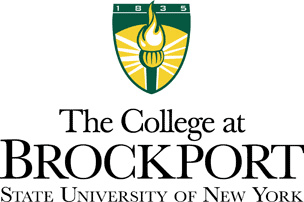 1835
The College at
BROCKPORT
STATE UNIVERSITY OF NEW YORK